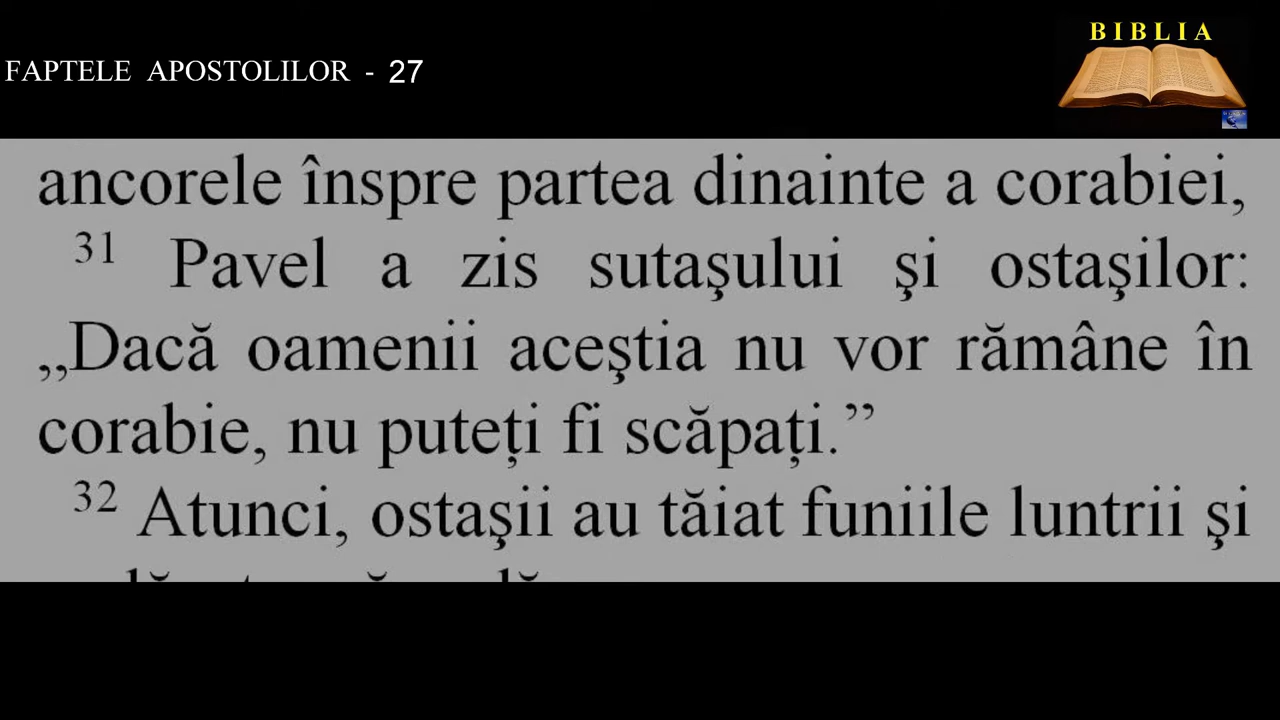 BIBLIA
FAPTELE APOSTOLILOR - 27
ancorele înspre partea dinainte a corabiei,
31 Pavel a zis sutaşului şi ostaşilor:
„Dacă oamenii aceştia nu vor rămâne în
corabie, nu puteți fi scăpați.”
32 Atunci, ostaşii au tăiat funiile luntrii şi